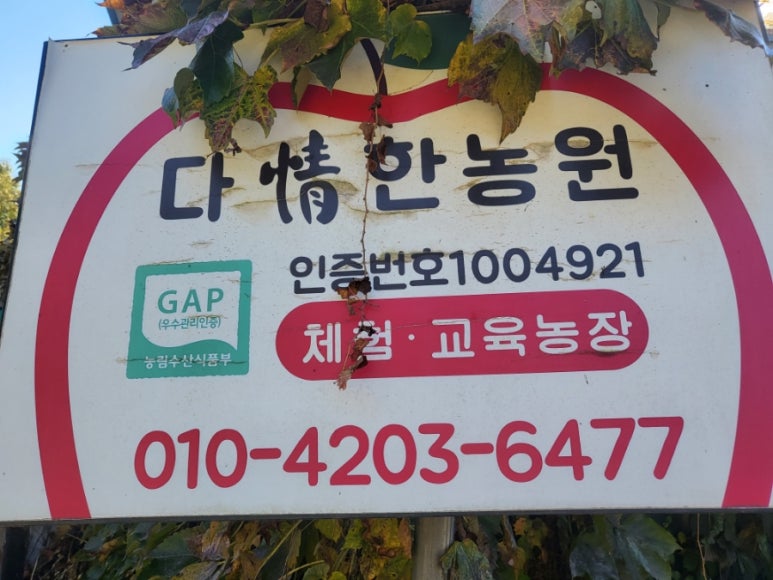 다情한농원
인증번호1004921
GAP
(우수관리인증)
농림수산식품부
체험·교육농장
010-4203-6477